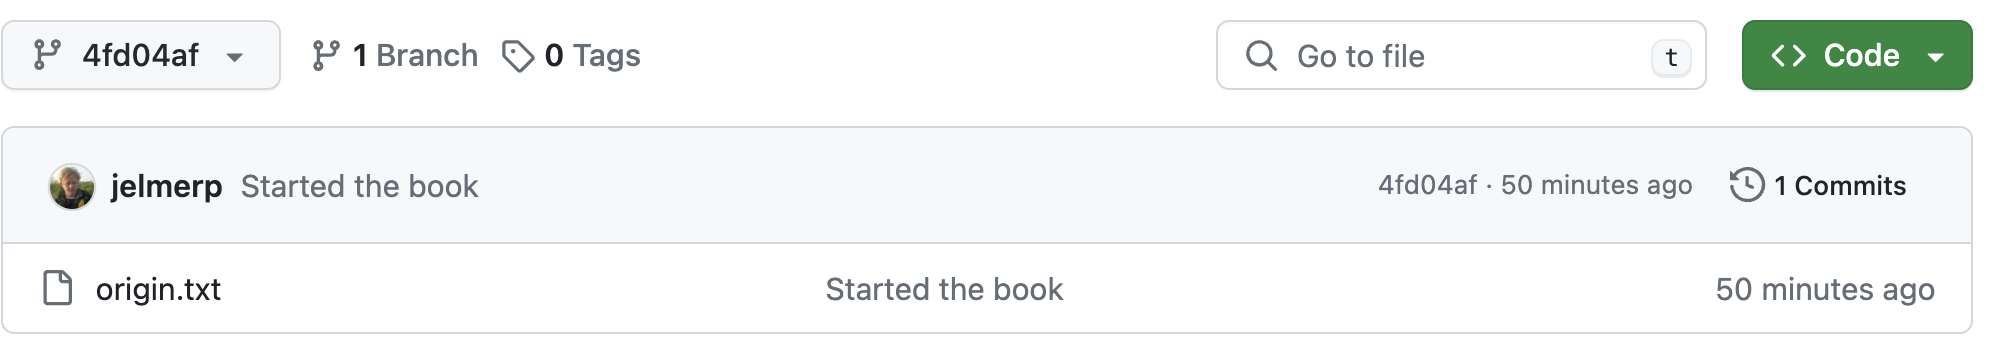 4fd04af 1 Branch 0 Tags Go to file t Code
jelmerp Started the book 4fd04af · 50 minutes ago 1 Commits
origin.txt Started the book 50 minutes ago